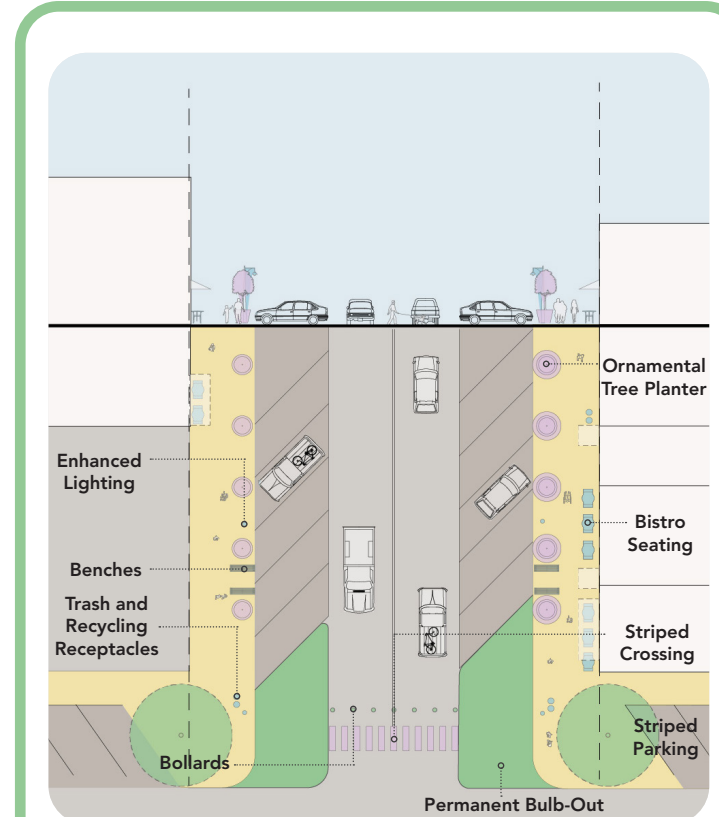 Ornamental
Tree Planter
Enhanced
Lighting
Bistro
Seating
Benches
Trash and
Recycling
Receptacles
Striped
Crossing
Striped
Parking
Bollards
Permanent Bulb-Out